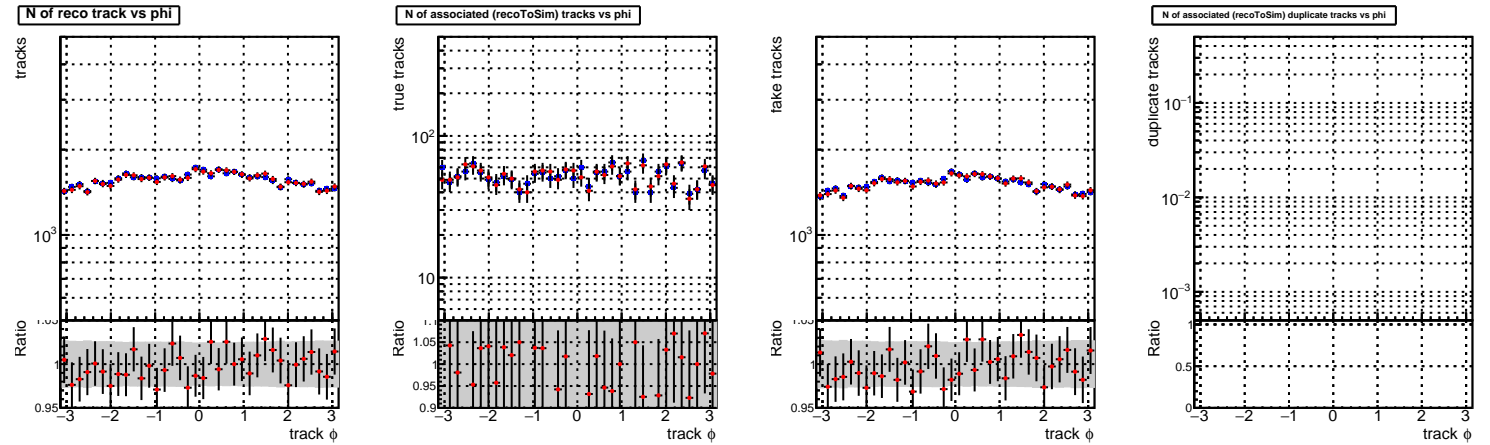 N of reco track vs phi
tracks
10³
Ratio
1.05
1
0.95
−3 −2 −1 0 1 2 3
track ϕ
N of associated (recoToSim) tracks vs phi
true tracks
10²
10
Ratio
1.1
1.05
1
0.95
0.9
−3 −2 −1 0 1 2 3
track ϕ
fake tracks
10³
Ratio
1.05
1
0.95
−3 −2 −1 0 1 2 3
track ϕ
N of associated (recoToSim) duplicate tracks vs phi
duplicate tracks
10⁻¹
10⁻²
10⁻³
Ratio
1
0.5
0
−3 −2 −1 0 1 2 3
track ϕ